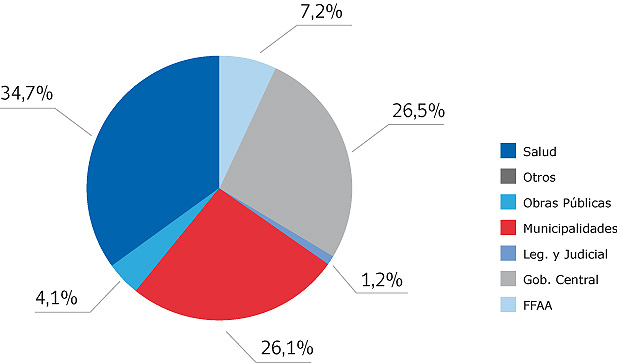 7,2%
34,7%
26,5%
1,2%
4,1%
26,1%
Salud
Otros
Obras Públicas
Municipalidades
Leg. y Judicial
Gob. Central
FFAA